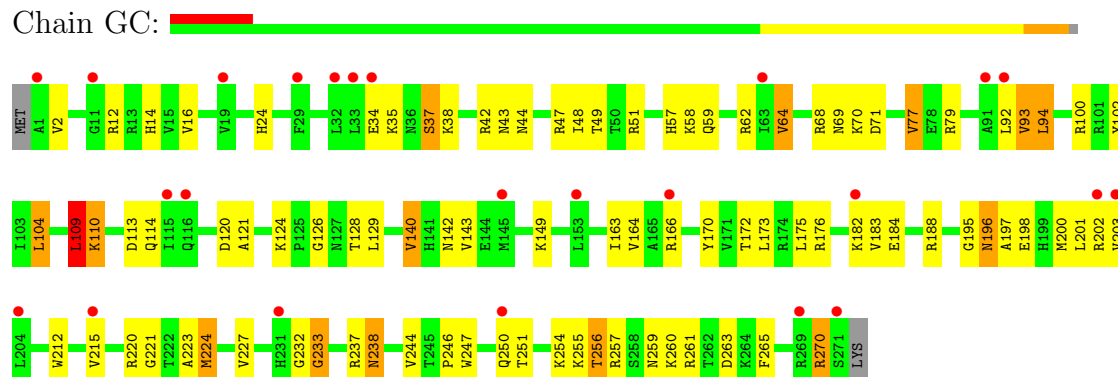 Chain GC:
MET A1 V2 G11 R12 R13 H14 V15 V16 V19 H24 F29 L32 L33 E34 K35 N36 S37 K38 R42 N43 N44 R47 I48 T49 T50 R51 H57 K58 Q59 R62 I63 V64 R68 N69 K70 D71 V77 E78 R79 A91 L92 V93 L94 R100 R101 Y102
I103 L104 L109 K110 D113 Q114 I115 Q116 D120 A121 K124 P125 G126 N127 T128 L129 V140 H141 N142 V143 E144 M145 K149 L153 I163 V164 A165 R166 Y170 V171 T172 L173 R174 L175 R176 K182 V183 E184 R188 G195 N196 A197 E198 H199 M200 L201 R202 V203
L204 W212 V215 R220 G221 T222 A223 M224 V227 H231 G232 G233 R237 N238 V244 T245 P246 W247 Q250 T251 K254 K255 T256 R257 S258 N259 K260 R261 T262 D263 K264 F265 R269 R270 S271 LYS